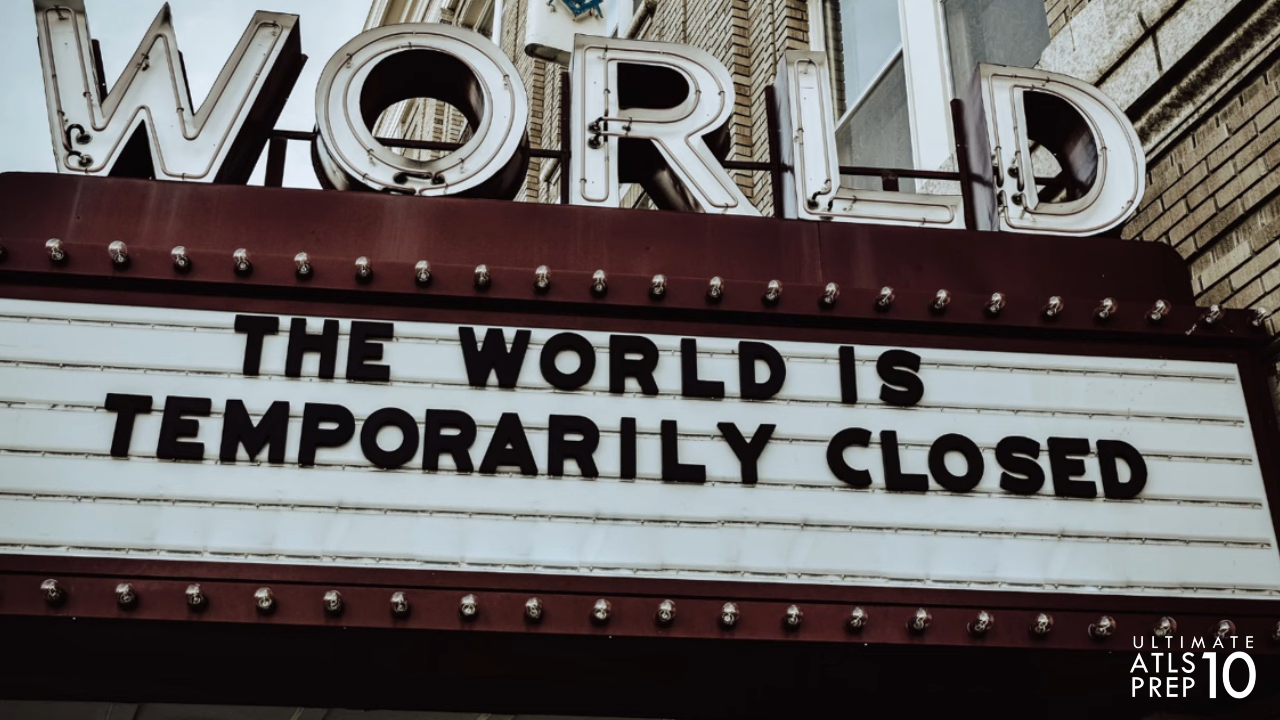 WORLD
THE WORLD IS
TEMPORARILY CLOSED
ULTIMATE
ATLS
PREP 10